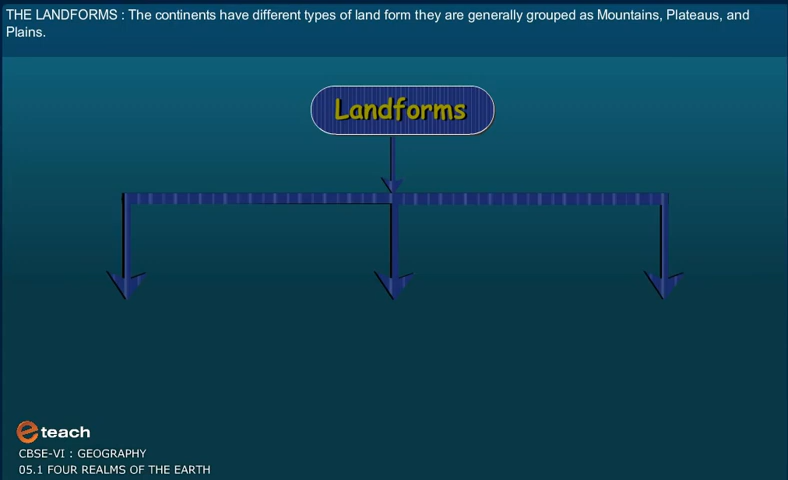 THE LANDFORMS : The continents have different types of land form they are generally grouped as Mountains, Plateaus, and
Plains.
Landforms
e teach
CBSE-VI : GEOGRAPHY
05.1 FOUR REALMS OF THE EARTH